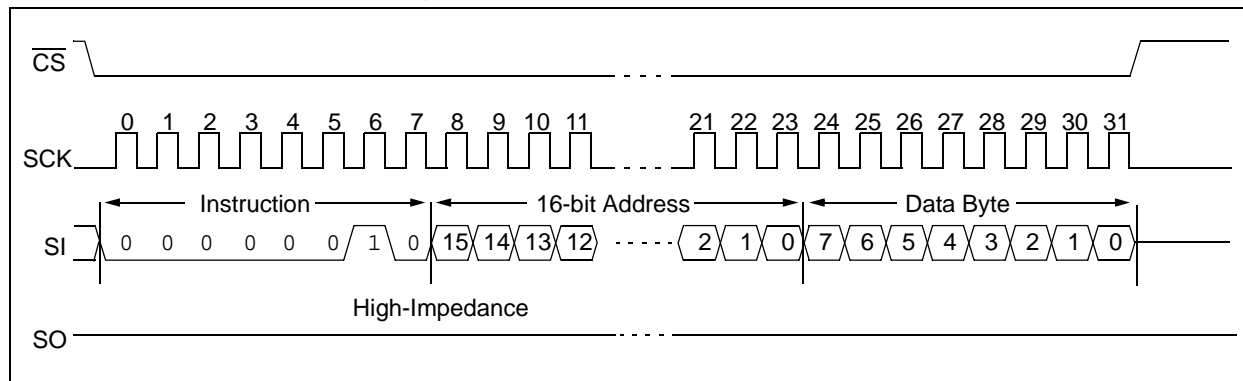 CS
0 1 2 3 4 5 6 7 8 9 10 11 21 22 23 24 25 26 27 28 29 30 31
SCK
Instruction 16-bit Address Data Byte
SI 0 0 0 0 0 0 1 0 15 14 13 12 2 1 0 7 6 5 4 3 2 1 0
High-Impedance
SO